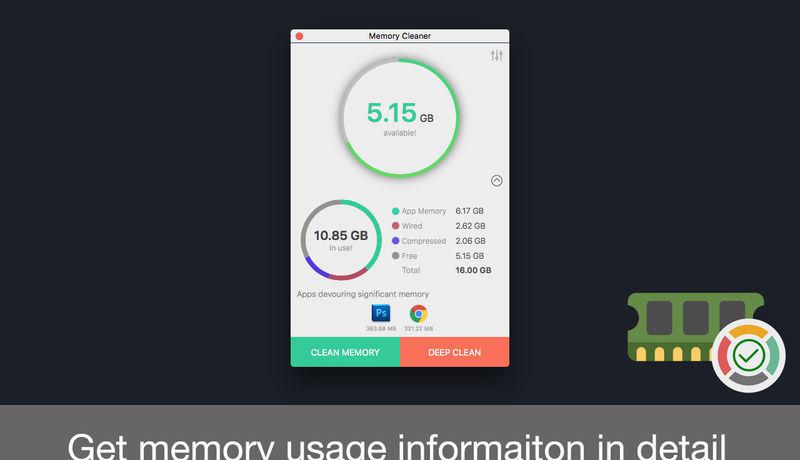 Memory Cleaner
5.15 GB
available!
10.85 GB
in use!
App Memory 6.17 GB
Wired 2.62 GB
Compressed 2.06 GB
Free 5.15 GB
Total 16.00 GB
Apps devouring significant memory
Ps
363.68 MB 321.22 MB
CLEAN MEMORY DEEP CLEAN
Get memory usage informaiton in detail